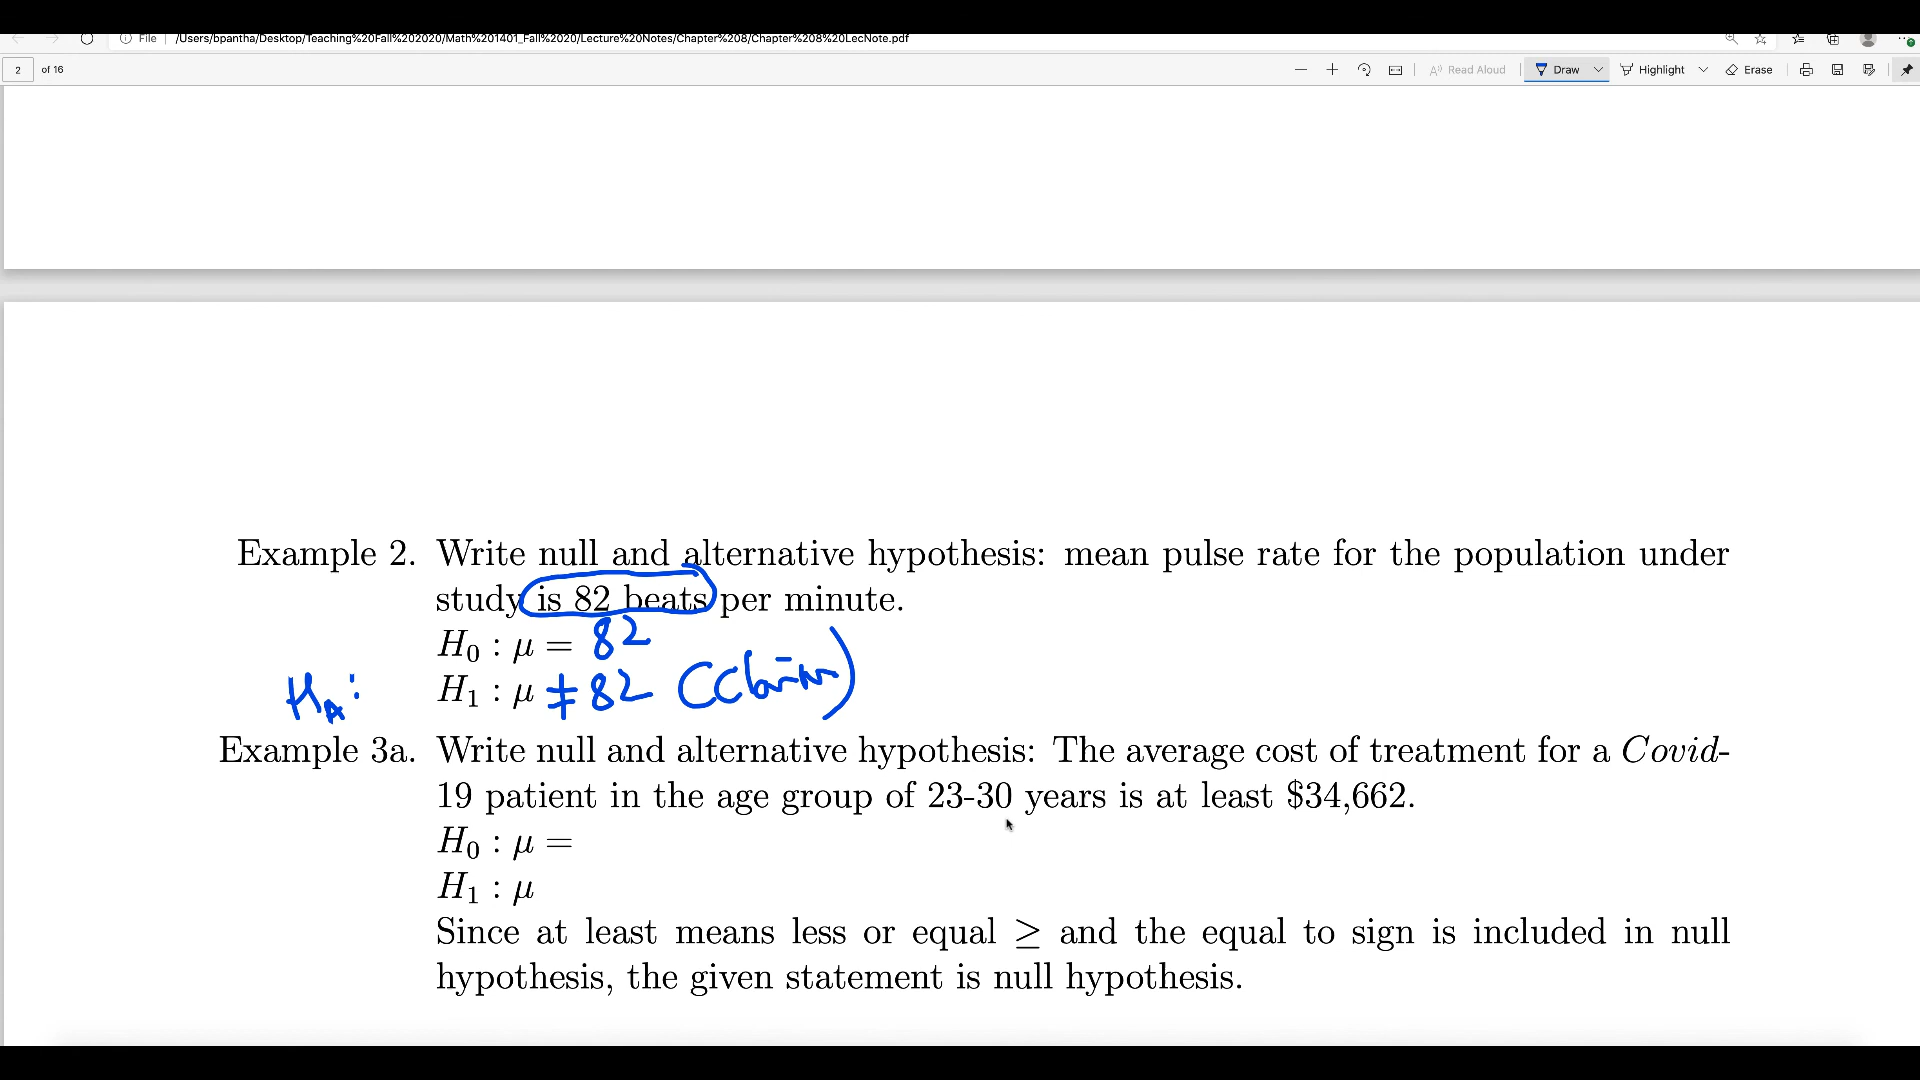 File /Users/bpantha/Desktop/Teaching%20Fall%202020/Math%201401_Fall%2020/Lecture%20Notes/Chapter%208/Chapter%208%20LecNote.pdf
2 of 16 Read Aloud Draw Highlight Erase
Example 2. Write null and alternative hypothesis: mean pulse rate for the population under
study is 82 beats per minute.
H₀ : μ = 82
H_A : H₁ : μ ≠ 82 (Claim)
Example 3a. Write null and alternative hypothesis: The average cost of treatment for a Covid-
19 patient in the age group of 23-30 years is at least $34,662.
H₀ : μ =
H₁ : μ
Since at least means less or equal ≥ and the equal to sign is included in null
hypothesis, the given statement is null hypothesis.